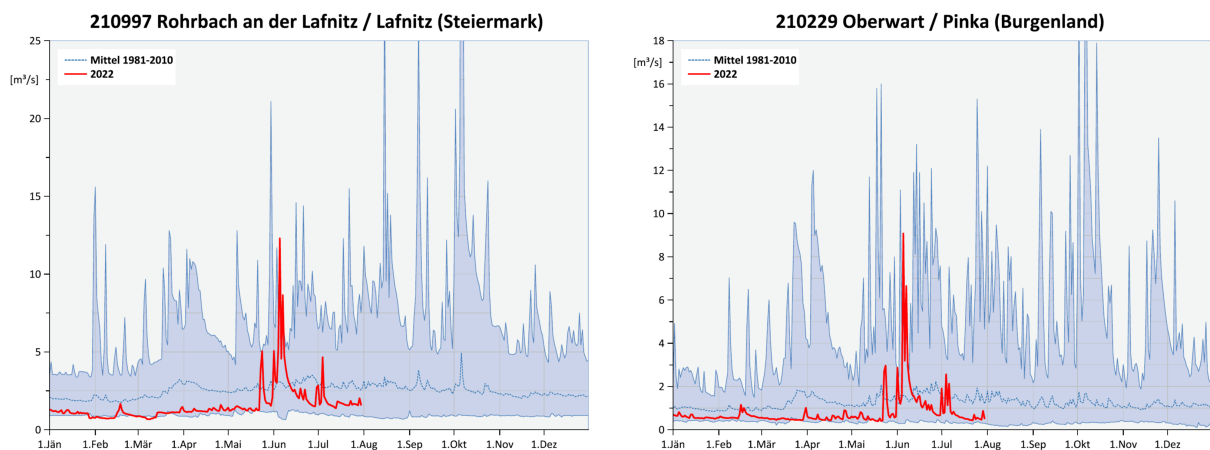 210997 Rohrbach an der Lafnitz / Lafnitz (Steiermark)
25
[m³/s]
20
15
10
5
0
Mittel 1981-2010
2022
1.Jän 1.Feb 1.Mär 1.Apr 1.Mai 1.Jun 1.Jul 1.Aug 1.Sep 1.Okt 1.Nov 1.Dez
210229 Oberwart / Pinka (Burgenland)
18
[m³/s]
16
14
12
10
8
6
4
2
0
Mittel 1981-2010
2022
1.Jän 1.Feb 1.Mär 1.Apr 1.Mai 1.Jun 1.Jul 1.Aug 1.Sep 1.Okt 1.Nov 1.Dez